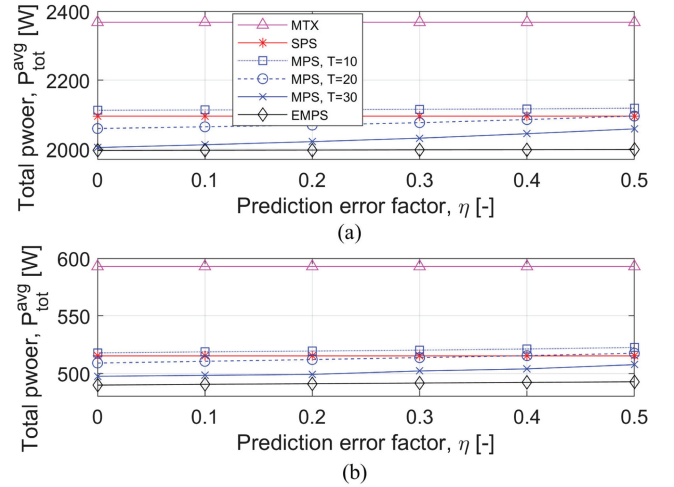 Total pwoer, P_tot^avg [W]
2400
2200
2000
MTX
SPS
MPS, T=10
MPS, T=20
MPS, T=30
EMPS
0 0.1 0.2 0.3 0.4 0.5
Prediction error factor, η [-]
(a)
Total pwoer, P_tot^avg [W]
600
550
500
0 0.1 0.2 0.3 0.4 0.5
Prediction error factor, η [-]
(b)